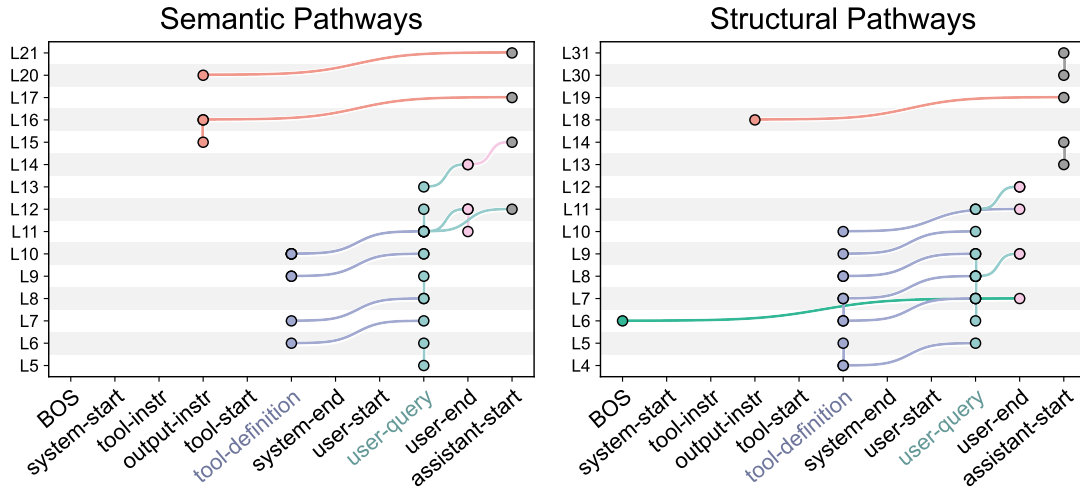 Semantic Pathways
L21
L20
L17
L16
L15
L14
L13
L12
L11
L10
L9
L8
L7
L6
L5
BOS
system-start
tool-instr
output-instr
tool-start
tool-definition
system-end
user-start
user-query
user-end
assistant-start
Structural Pathways
L31
L30
L19
L18
L14
L13
L12
L11
L10
L9
L8
L7
L6
L5
L4
BOS
system-start
tool-instr
output-instr
tool-start
tool-definition
system-end
user-start
user-query
user-end
assistant-start